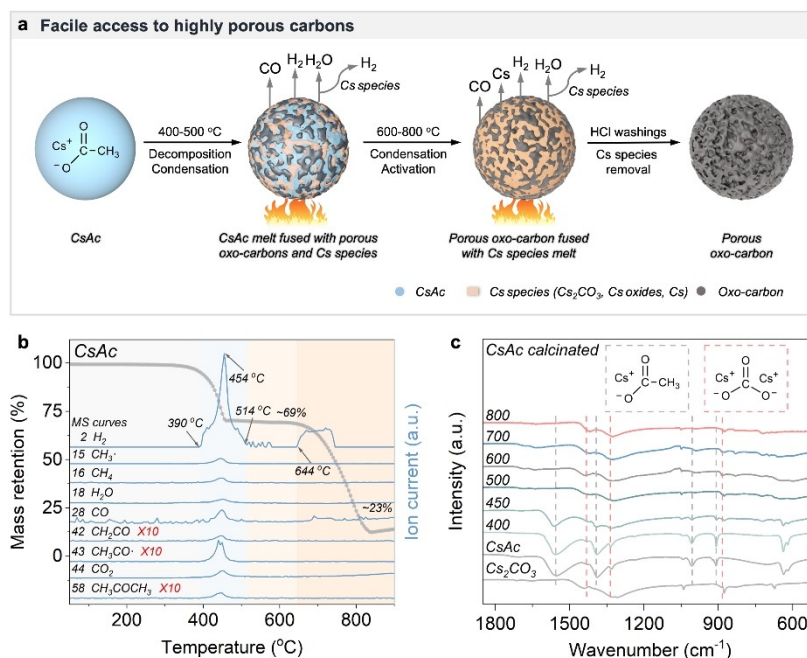 a Facile access to highly porous carbons
CO H₂ H₂O H₂
Cs species
CO Cs H₂ H₂O H₂
Cs species
Cs⁺ O C CH₃ ⁻O
400-500 °C
Decomposition
Condensation
600-800 °C
Condensation
Activation
HCl washings
Cs species
removal
CsAc
CsAc melt fused with porous
oxo-carbons and Cs species
Porous oxo-carbon fused
with Cs species melt
Porous
oxo-carbon
CsAc
Cs species (Cs₂CO₃, Cs oxides, Cs)
Oxo-carbon
b
CsAc
Mass retention (%)
100
75
50
25
0
454 °C
390 °C
514 °C
~69%
644 °C
~23%
MS curves
2 H₂
15 CH₃·
16 CH₄
18 H₂O
28 CO
42 CH₂CO X10
43 CH₃CO· X10
44 CO₂
58 CH₃COCH₃ X10
Ion current (a.u.)
200 400 600 800
Temperature (°C)
c
CsAc calcinated
Cs⁺ O C CH₃ O⁻
Cs⁺ O Cs⁺ ⁻O C O⁻
Intensity (a.u.)
800
700
600
500
450
400
CsAc
Cs₂CO₃
1800 1500 1200 900 600
Wavenumber (cm⁻¹)